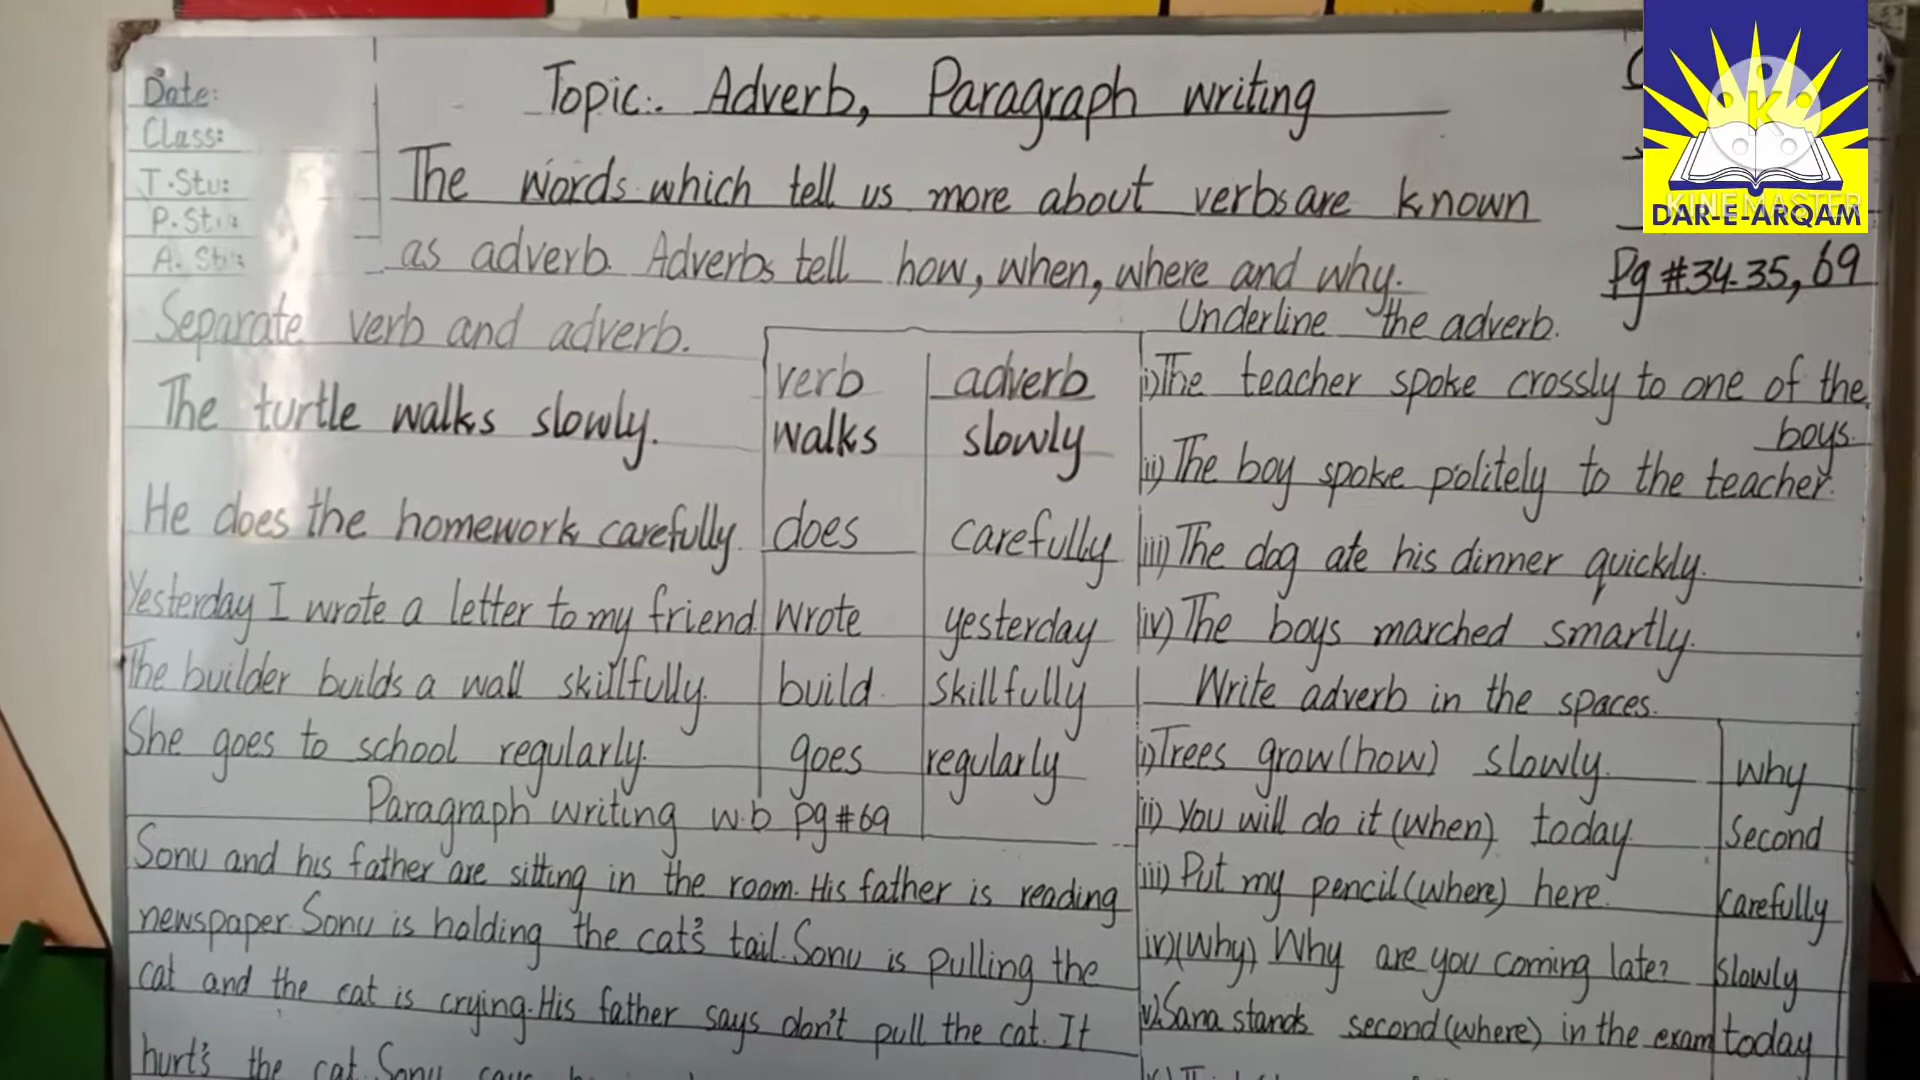 Date:
Class:
T.Stu:
P.Stu:
A.Stu:
Topic:- Adverb, Paragraph writing
The words which tell us more about verbs are known
as adverb. Adverbs tell how, when, where and why.
KINEMASTER
DAR-E-ARQAM
Pg #34-35, 69
Separate verb and adverb.
verb adverb
The turtle walks slowly. walks slowly
He does the homework carefully. does carefully
Yesterday I wrote a letter to my friend. wrote yesterday
The builder builds a wall skillfully. build skillfully
She goes to school regularly. goes regularly
Paragraph writing w.b pg #69
Sonu and his father are sitting in the room. His father is reading
newspaper. Sonu is holding the cat's tail. Sonu is pulling the
cat and the cat is crying. His father says don't pull the cat. It
hurt's the cat. Sonu says
Underline the adverb.
i) The teacher spoke crossly to one of the
boys.
ii) The boy spoke politely to the teacher.
iii) The dog ate his dinner quickly.
iv) The boys marched smartly.
Write adverb in the spaces.
i) Trees grow (how) slowly. why
ii) You will do it (when) today. second
iii) Put my pencil (where) here. carefully
iv) (Why) Why are you coming late? slowly
v) Sana stands second (where) in the exam today